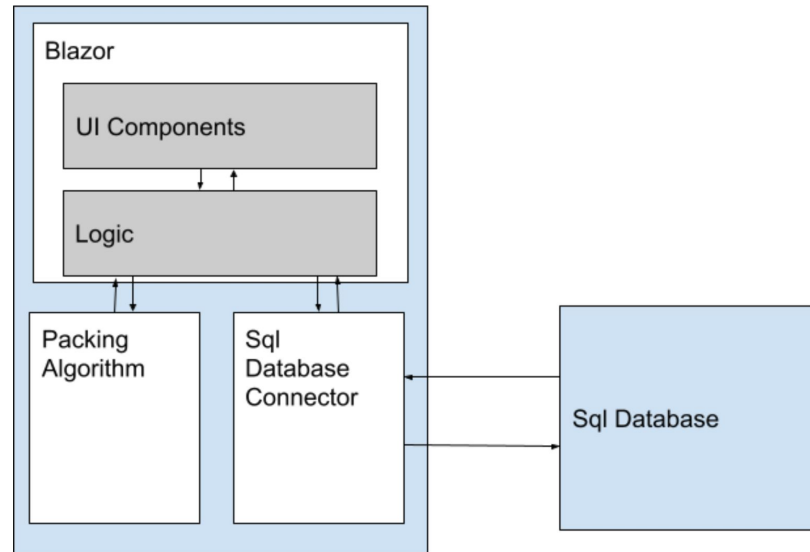 Blazor
UI Components
Logic
Packing
Algorithm
Sql
Database
Connector
Sql Database